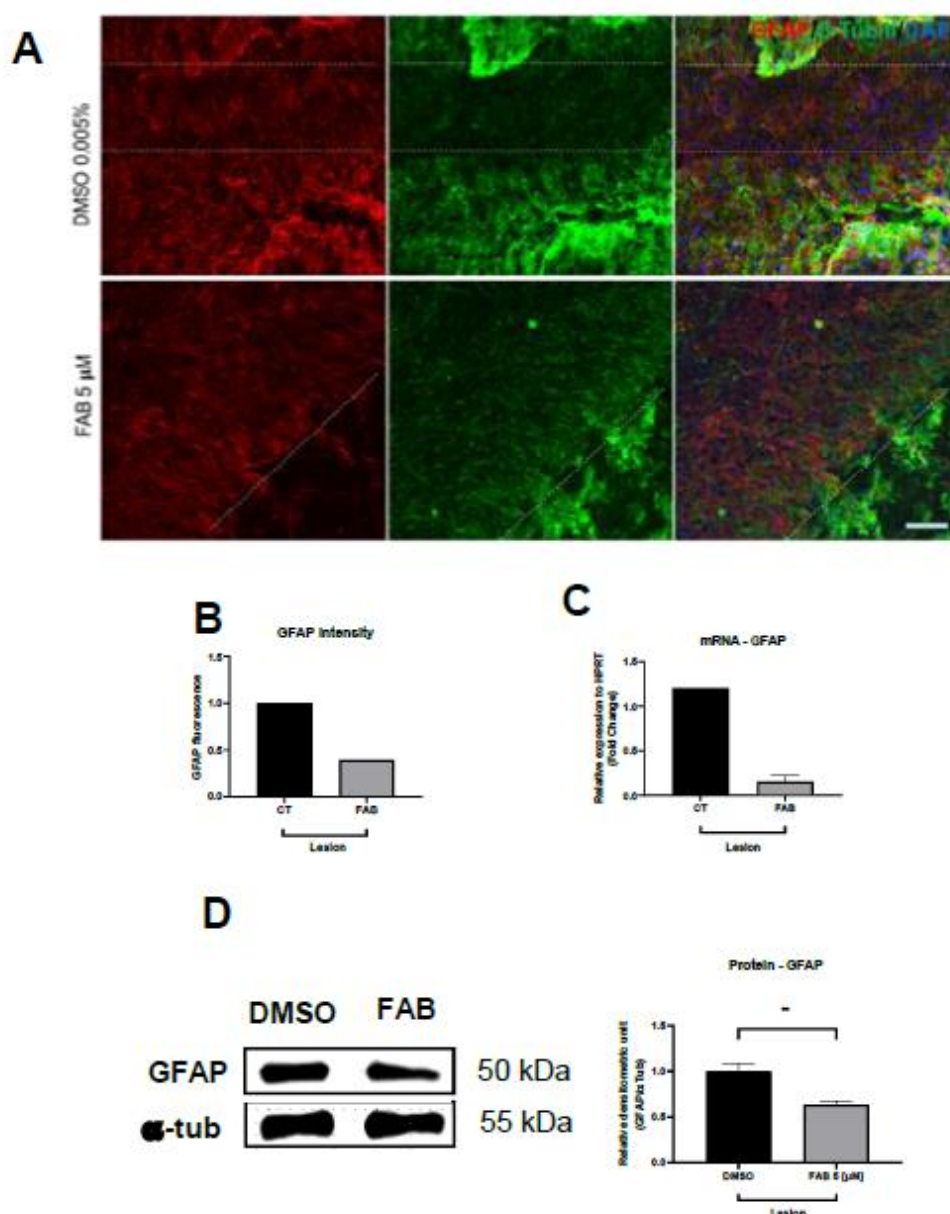 A
GFAP
DMSO 0,005%
FAB 5 µM
B
GFAP Intensity
GFAP fluorescence
1.5
1.0
0.5
0.0
CT
FAB
Lesion
C
mRNA - GFAP
Relative expression to HPRT
(Fold Change)
1.5
1.0
0.5
0.0
CT
FAB
Lesion
D
DMSO
FAB
GFAP
50 kDa
-tub
55 kDa
Protein - GFAP
Relative densitometric unit
1.5
1.0
0.5
0.0
DMSO
FAB 5 [µM]
Lesion